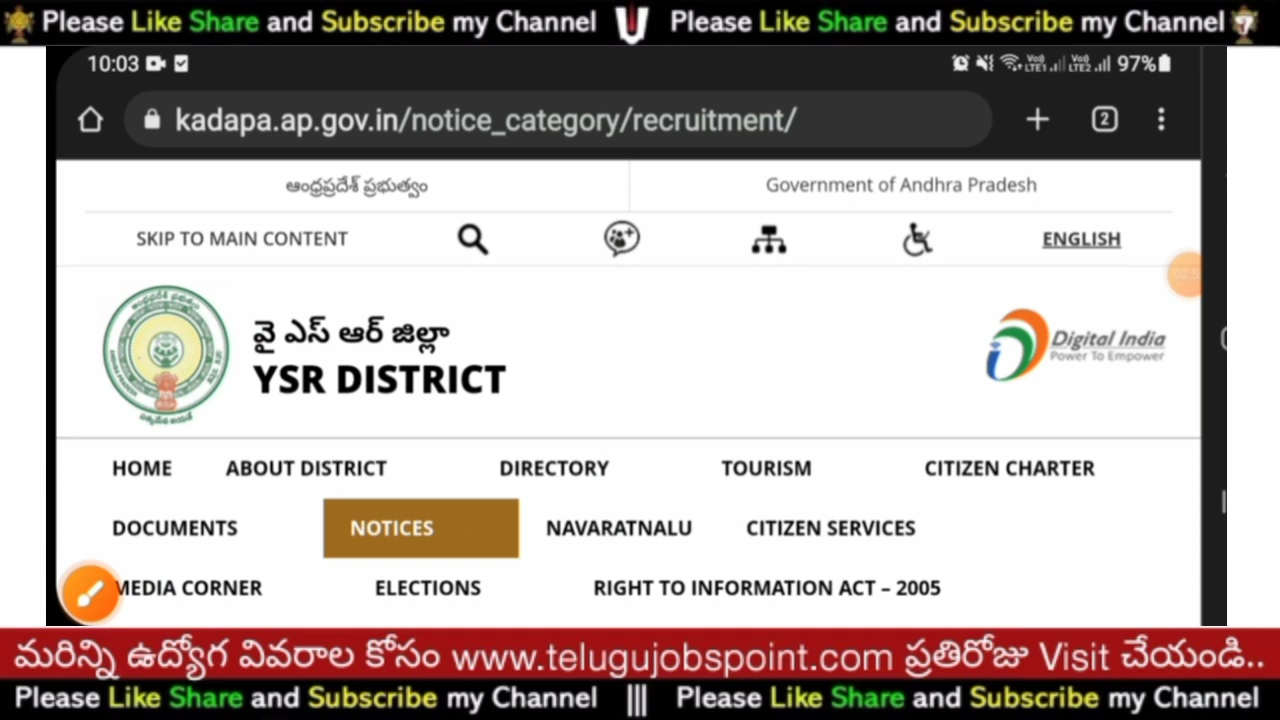 Please Like Share and Subscribe my Channel Please Like Share and Subscribe my Channel
10:03 97%
kadapa.ap.gov.in/notice_category/recruitment/ 2
ఆంధ్రప్రదేశ్ ప్రభుత్వం Government of Andhra Pradesh
SKIP TO MAIN CONTENT ENGLISH
వై ఎస్ ఆర్ జిల్లా
YSR DISTRICT
Digital India
Power To Empower
HOME ABOUT DISTRICT DIRECTORY TOURISM CITIZEN CHARTER
DOCUMENTS NOTICES NAVARATNALU CITIZEN SERVICES
MEDIA CORNER ELECTIONS RIGHT TO INFORMATION ACT – 2005
మరిన్ని ఉద్యోగ వివరాల కోసం www.telugujobspoint.com ప్రతిరోజు Visit చేయండి..
Please Like Share and Subscribe my Channel ||| Please Like Share and Subscribe my Channel